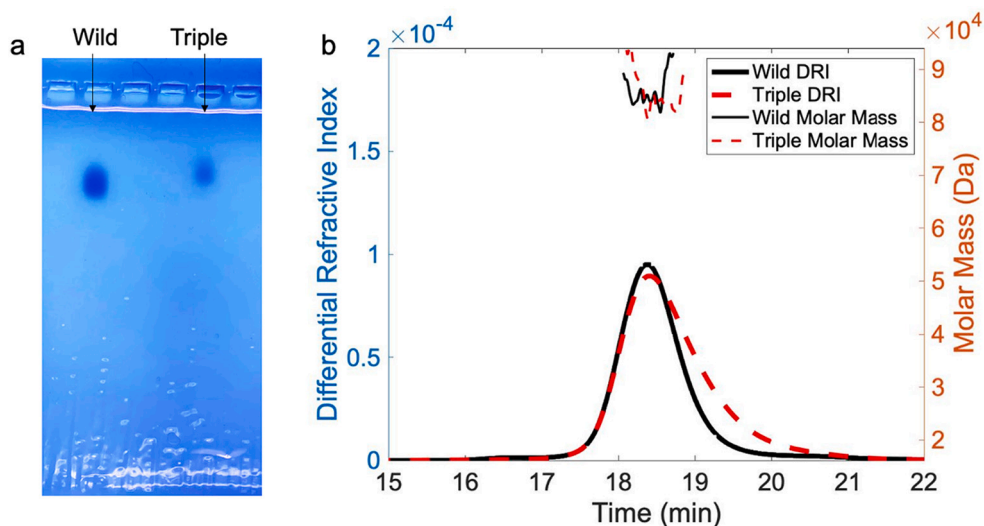 a
Wild
Triple
b
×10⁻⁴
×10⁴
2
1.5
1
0.5
0
Differential Refractive Index
9
8
7
6
5
4
3
2
Molar Mass (Da)
Wild DRI
Triple DRI
Wild Molar Mass
Triple Molar Mass
15
16
17
18
19
20
21
22
Time (min)